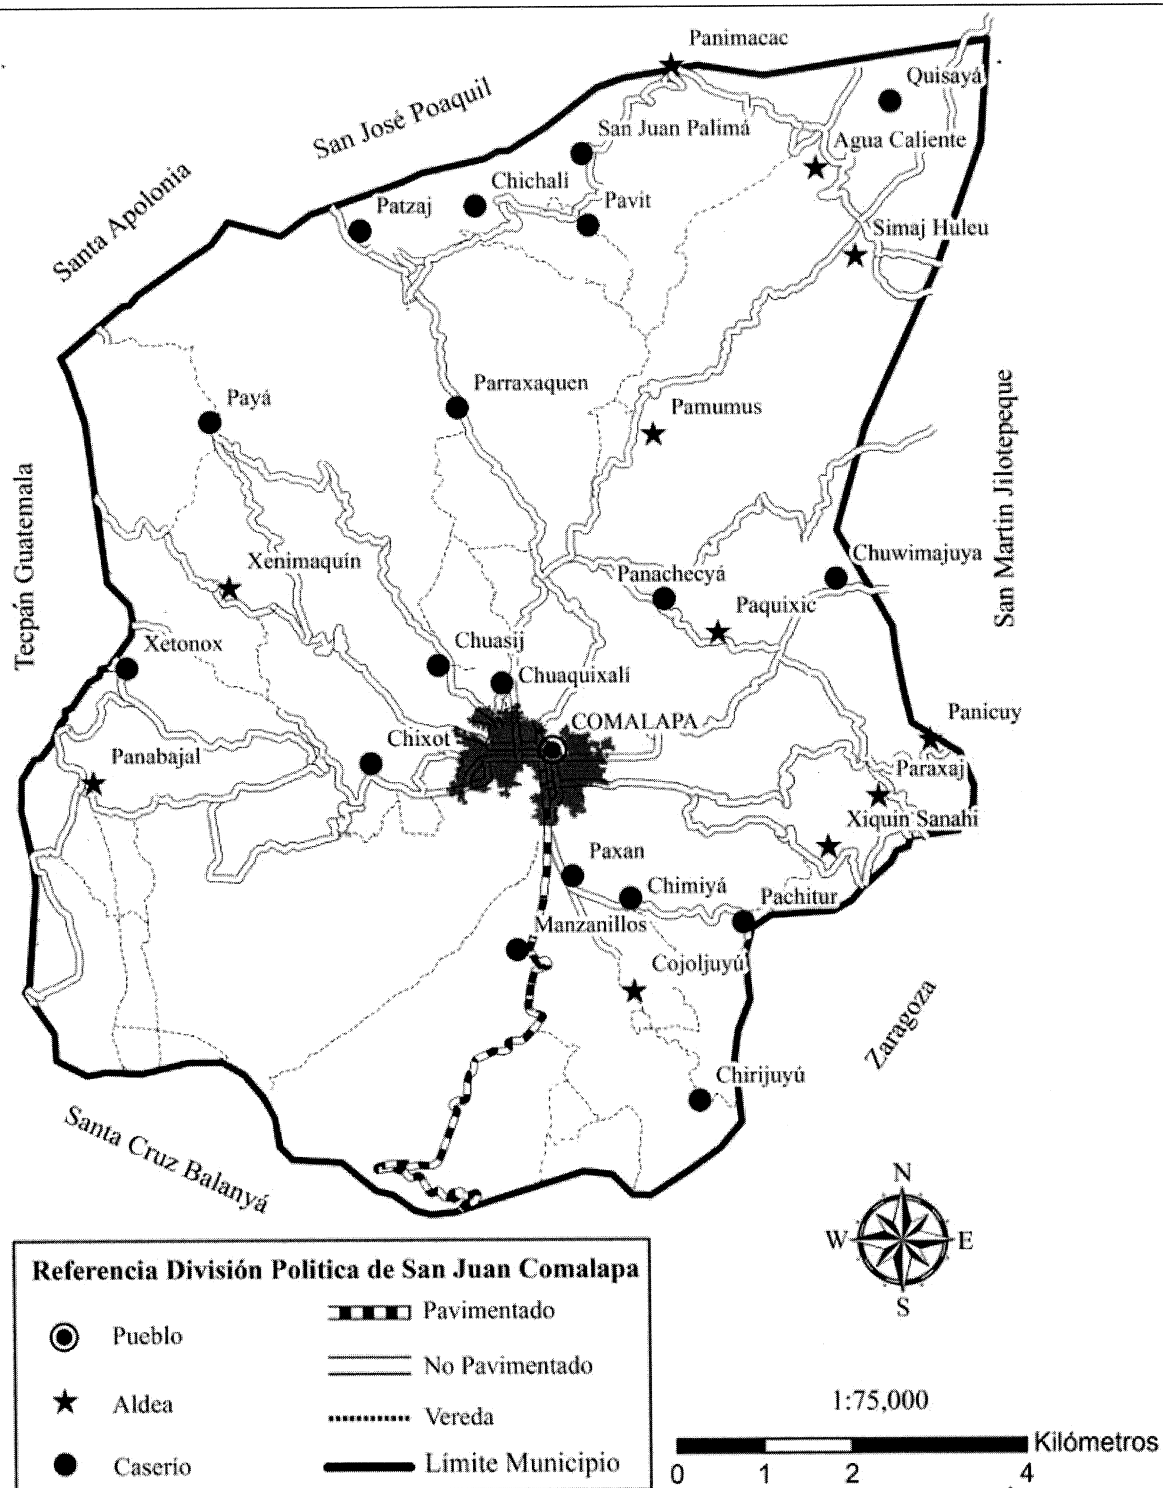 Panimacac
Quisayá
San José Poaquil
San Juan Palimá
Agua Caliente
Santa Apolonia
Chichalí
Patzaj
Pavit
Simaj Huleu
Parraxaquen
Payá
Pamumus
San Martin Jilotepeque
Tecpán Guatemala
Xenimaquín
Chuwimajuya
Panachecyá
Paquixic
Xetonox
Chuasij
Chuaquixalí
COMALAPA
Panicuy
Chixot
Panabajal
Paraxaj
Xiquín Sanahí
Paxan
Chimiyá
Pachitur
Manzanillos
Cojoljuyú
Zaragoza
Chirijuyú
Santa Cruz Balanyá
N
W
E
S
Referencia División Politica de San Juan Comalapa
Pueblo
Pavimentado
Aldea
No Pavimentado
Vereda
Caserío
Límite Municipio
1:75,000
Kilómetros
0 1 2 4